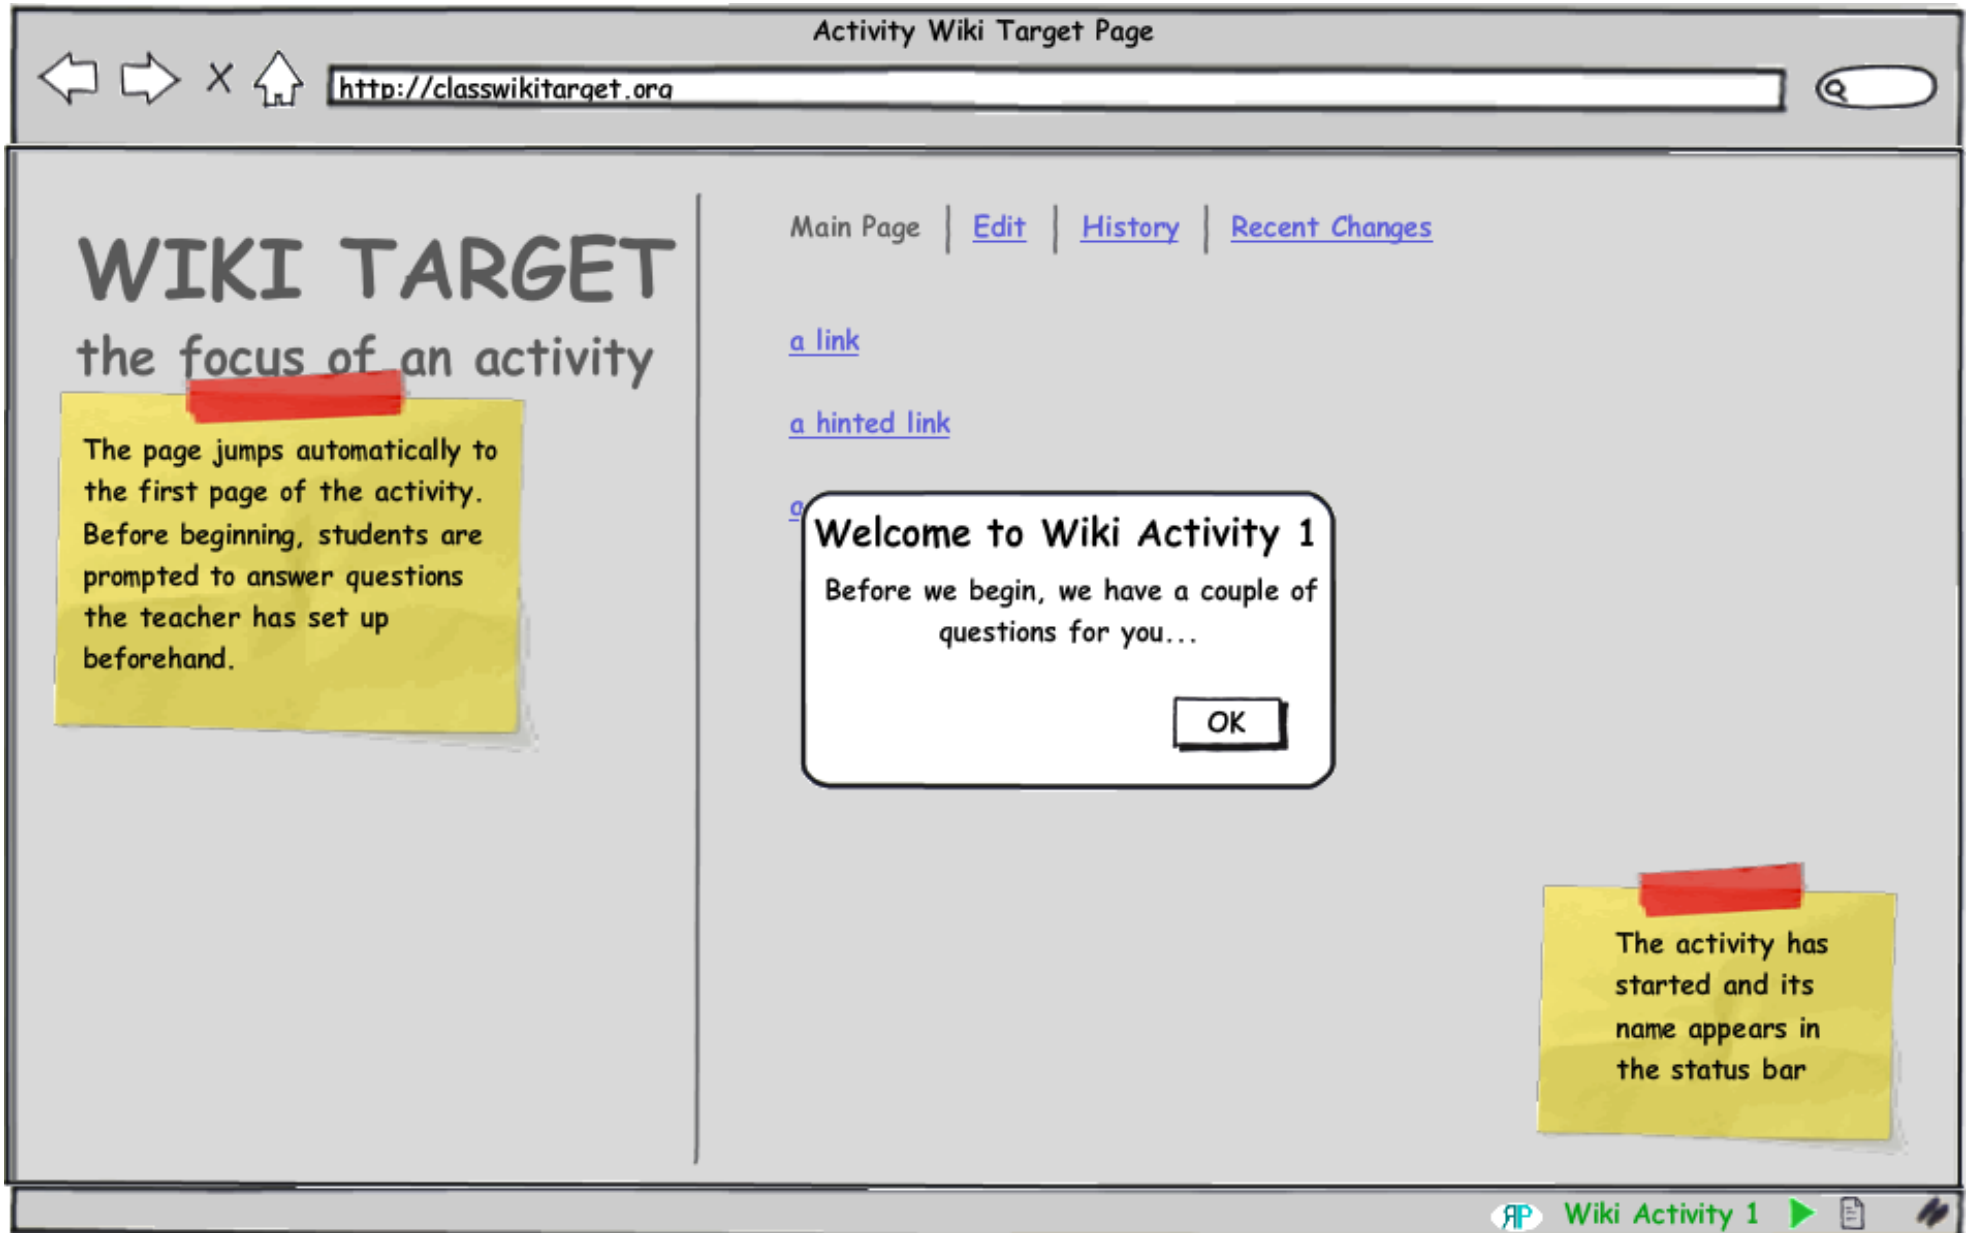 Activity Wiki Target Page
http://classwikitarget.org
WIKI TARGET
the focus of an activity
The page jumps automatically to
the first page of the activity.
Before beginning, students are
prompted to answer questions
the teacher has set up
beforehand.
Main Page | Edit | History | Recent Changes
a link
a hinted link
a
Welcome to Wiki Activity 1
Before we begin, we have a couple of
questions for you...
OK
The activity has
started and its
name appears in
the status bar
RP Wiki Activity 1